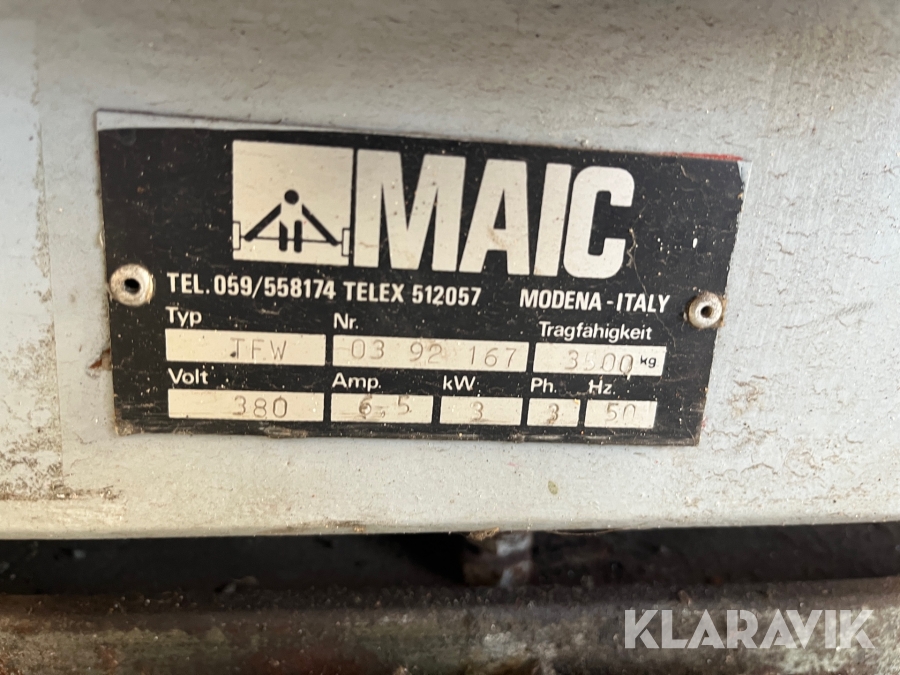 MAIC
TEL. 059/558174 TELEX 512057 MODENA - ITALY
Typ Nr. Tragfähigkeit
TFW 03 92 167 3500 kg
Volt Amp. kW Ph. Hz.
380 6.5 3 3 50
KLARAVIK